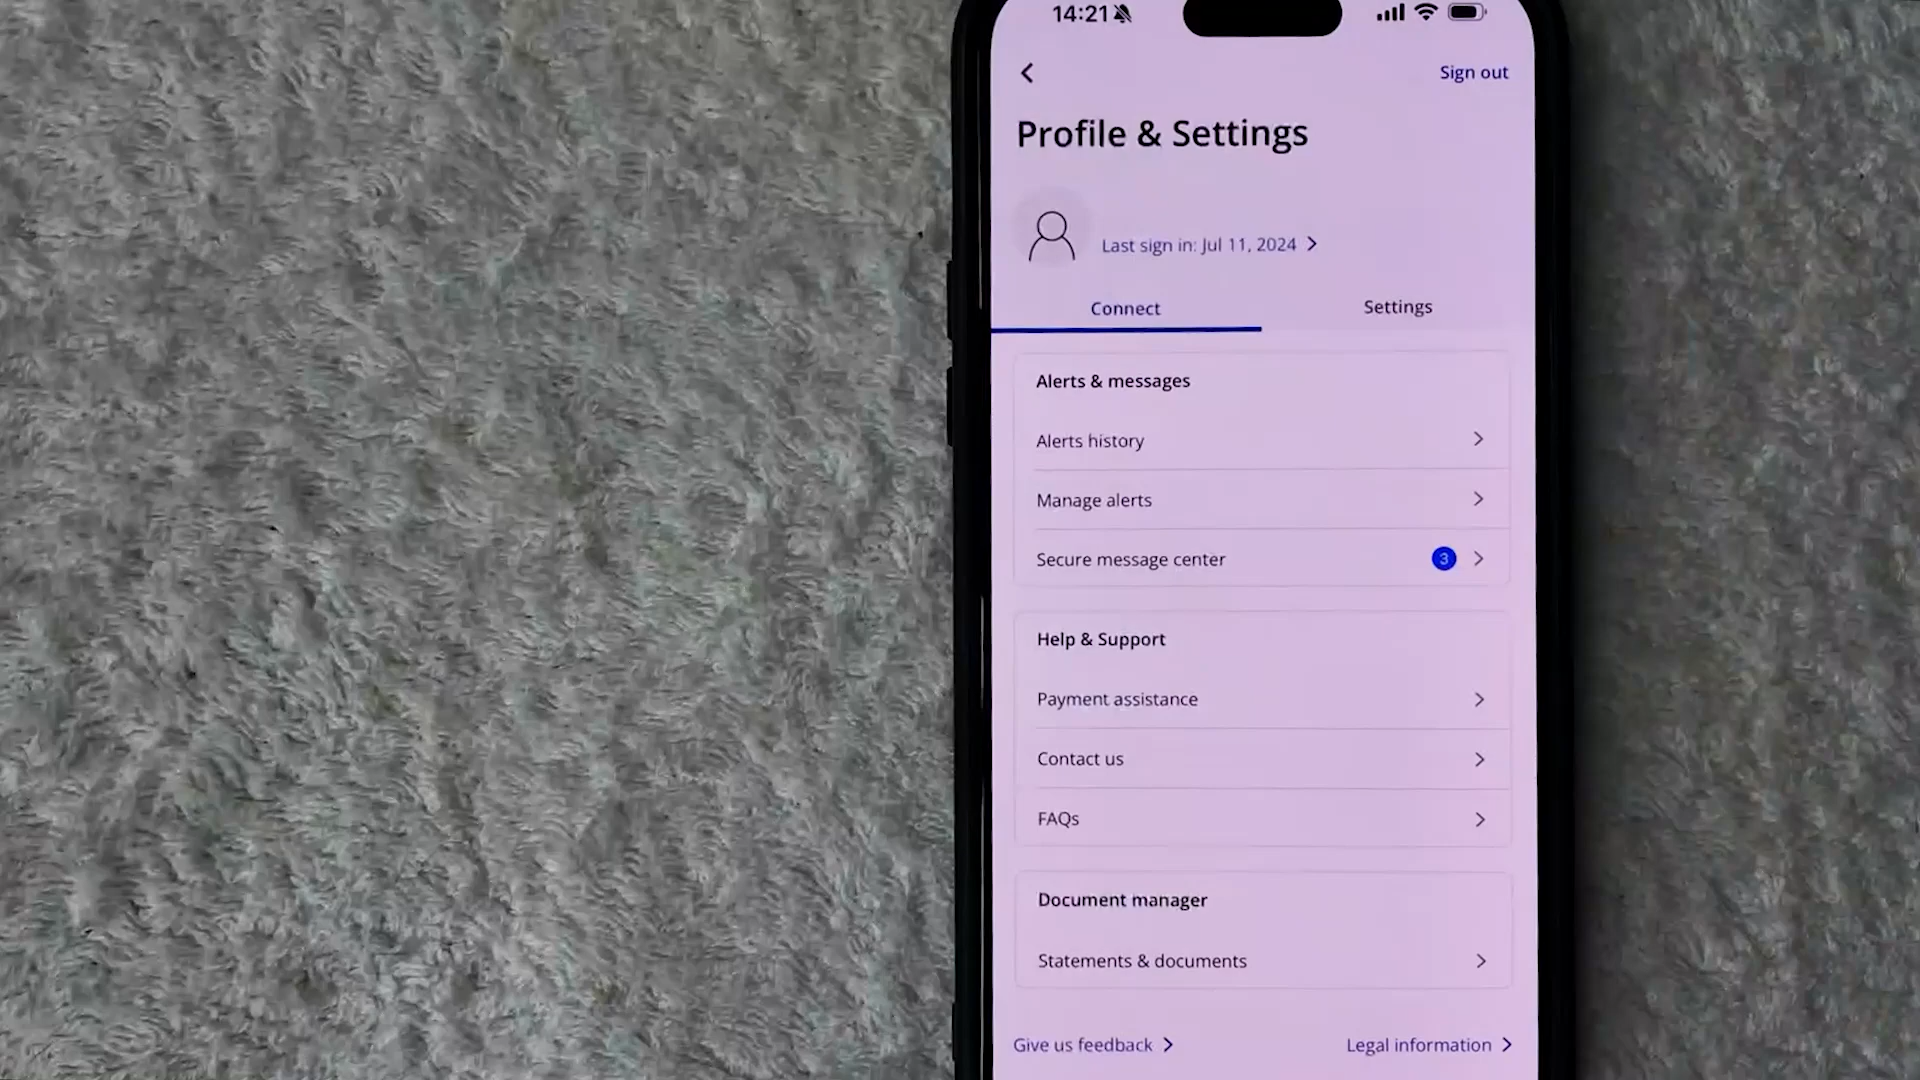 14:21
Sign out
Profile & Settings
Last sign in: Jul 11, 2024
Connect
Settings
Alerts & messages
Alerts history
Manage alerts
Secure message center
3
Help & Support
Payment assistance
Contact us
FAQs
Document manager
Statements & documents
Give us feedback
Legal information